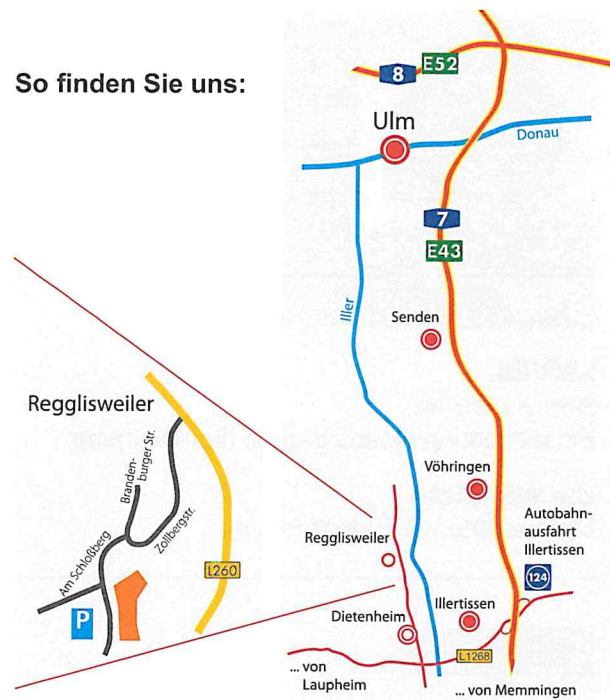 So finden Sie uns:
8
E52
Ulm
Donau
7
E43
Iller
Senden
Vöhringen
Autobahn-
ausfahrt
Illertissen
124
Regglisweiler
Illertissen
Dietenheim
L1268
... von
Laupheim
... von Memmingen
Regglisweiler
Branden-
burger Str.
Zollbergstr.
Am Schloßberg
L260
P